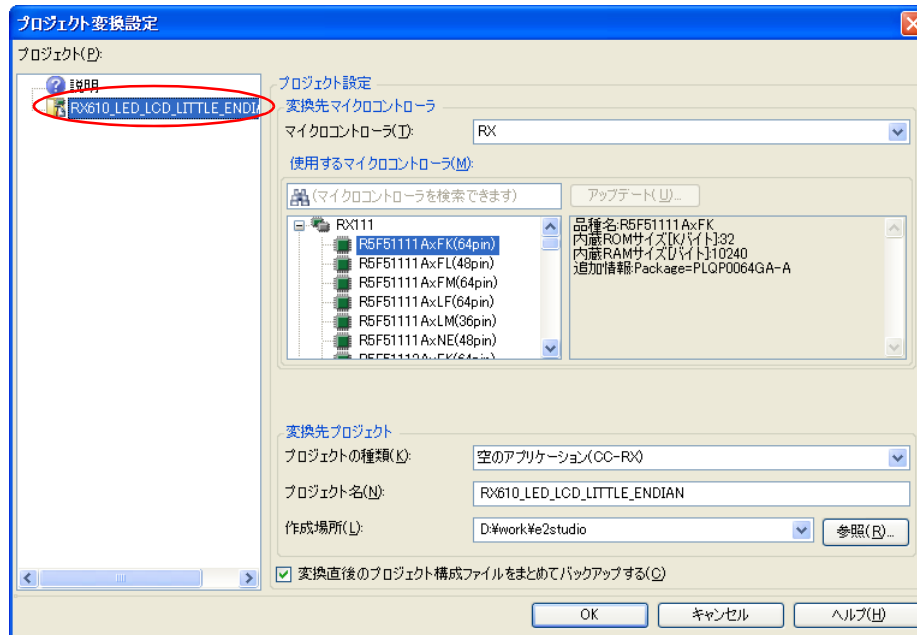 プロジェクト変換設定
プロジェクト(P):
説明
RX610_LED_LCD_LITTLE_ENDI
プロジェクト設定
変換先マイクロコントローラ
マイクロコントローラ(T):
RX
使用するマイクロコントローラ(M):
(マイクロコントローラを検索できます)
アップデート(U)...
RX111
R5F51111AxFK(64pin)
R5F51111AxFL(48pin)
R5F51111AxFM(64pin)
R5F51111AxLF(64pin)
R5F51111AxLM(36pin)
R5F51111AxNE(48pin)
R5F51112AxFK(64pin)
品種名:R5F51111AxFK
内蔵ROMサイズ[Kバイト]:32
内蔵RAMサイズ[バイト]:10240
追加情報:Package=PLQP0064GA-A
変換先プロジェクト
プロジェクトの種類(K):
空のアプリケーション(CC-RX)
プロジェクト名(N):
RX610_LED_LCD_LITTLE_ENDIAN
作成場所(L):
D:¥work¥e2studio
参照(R)...
変換直後のプロジェクト構成ファイルをまとめてバックアップする(C)
OK
キャンセル
ヘルプ(H)